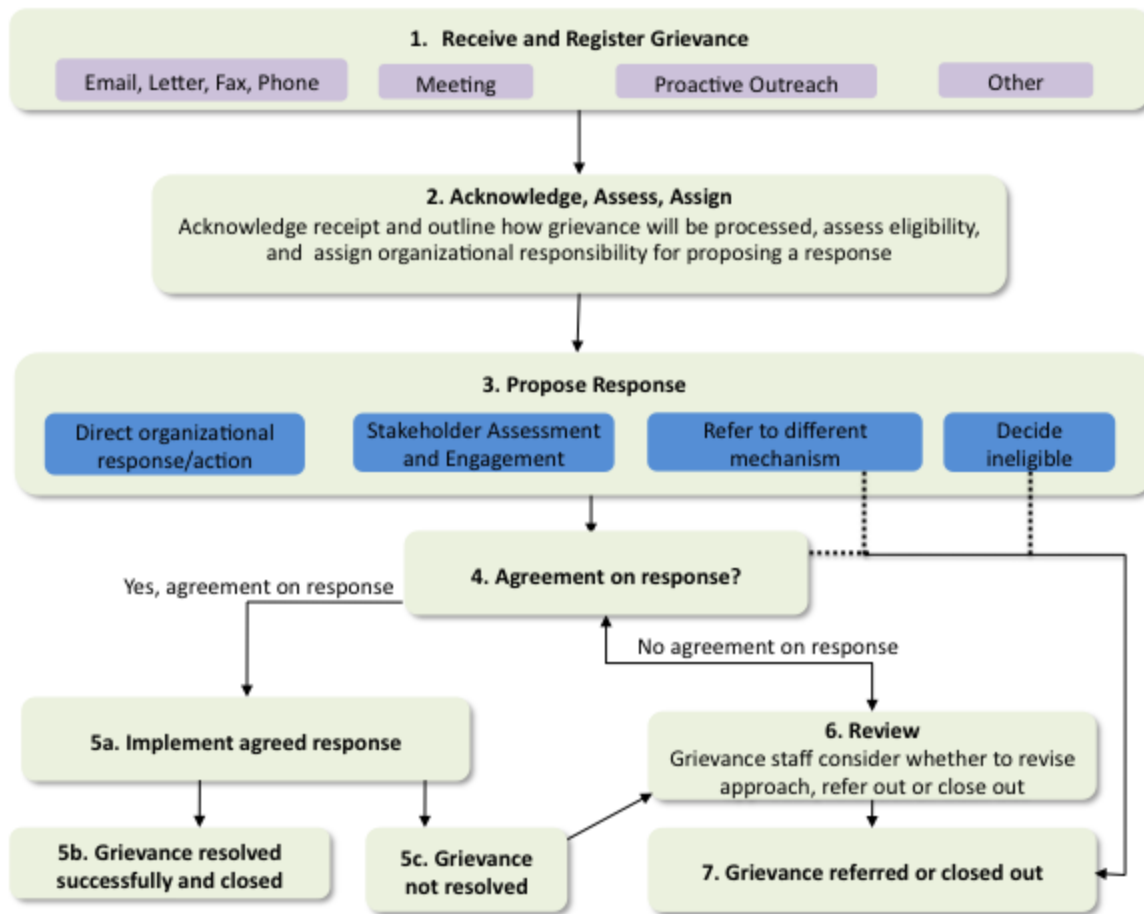 1. Receive and Register Grievance
Email, Letter, Fax, Phone
Meeting
Proactive Outreach
Other
2. Acknowledge, Assess, Assign
Acknowledge receipt and outline how grievance will be processed, assess eligibility,
and assign organizational responsibility for proposing a response
3. Propose Response
Direct organizational
response/action
Stakeholder Assessment
and Engagement
Refer to different
mechanism
Decide
ineligible
4. Agreement on response?
Yes, agreement on response
No agreement on response
5a. Implement agreed response
6. Review
Grievance staff consider whether to revise
approach, refer out or close out
5b. Grievance resolved
successfully and closed
5c. Grievance
not resolved
7. Grievance referred or closed out